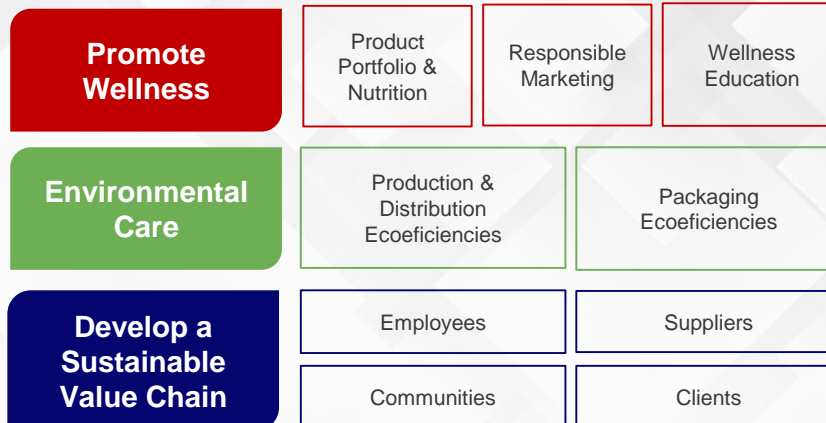 Promote
Wellness
Product
Portfolio &
Nutrition
Responsible
Marketing
Wellness
Education
Environmental
Care
Production &
Distribution
Ecoeficiencies
Packaging
Ecoeficiencies
Develop a
Sustainable
Value Chain
Employees
Suppliers
Communities
Clients